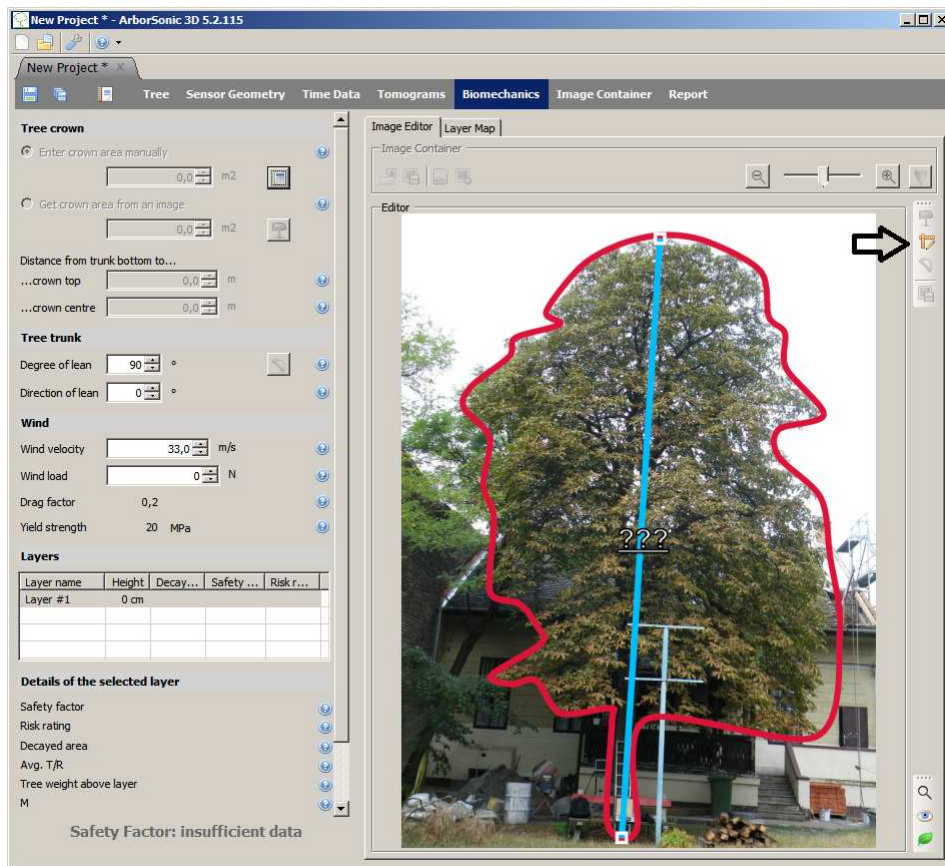 New Project * - ArborSonic 3D 5.2.115
New Project *
Tree Sensor Geometry Time Data Tomograms Biomechanics Image Container Report
Tree crown
Enter crown area manually
0,0 m2
Get crown area from an image
0,0 m2
Distance from trunk bottom to...
...crown top 0,0 m
...crown centre 0,0 m
Tree trunk
Degree of lean 90 °
Direction of lean 0 °
Wind
Wind velocity 33,0 m/s
Wind load 0 N
Drag factor 0,2
Yield strength 20 MPa
Layers
Layer name Height Decay... Safety ... Risk r...
Layer #1 0 cm
Details of the selected layer
Safety factor
Risk rating
Decayed area
Avg. T/R
Tree weight above layer
M
Safety Factor: insufficient data
Image Editor Layer Map
Image Container
Editor
???